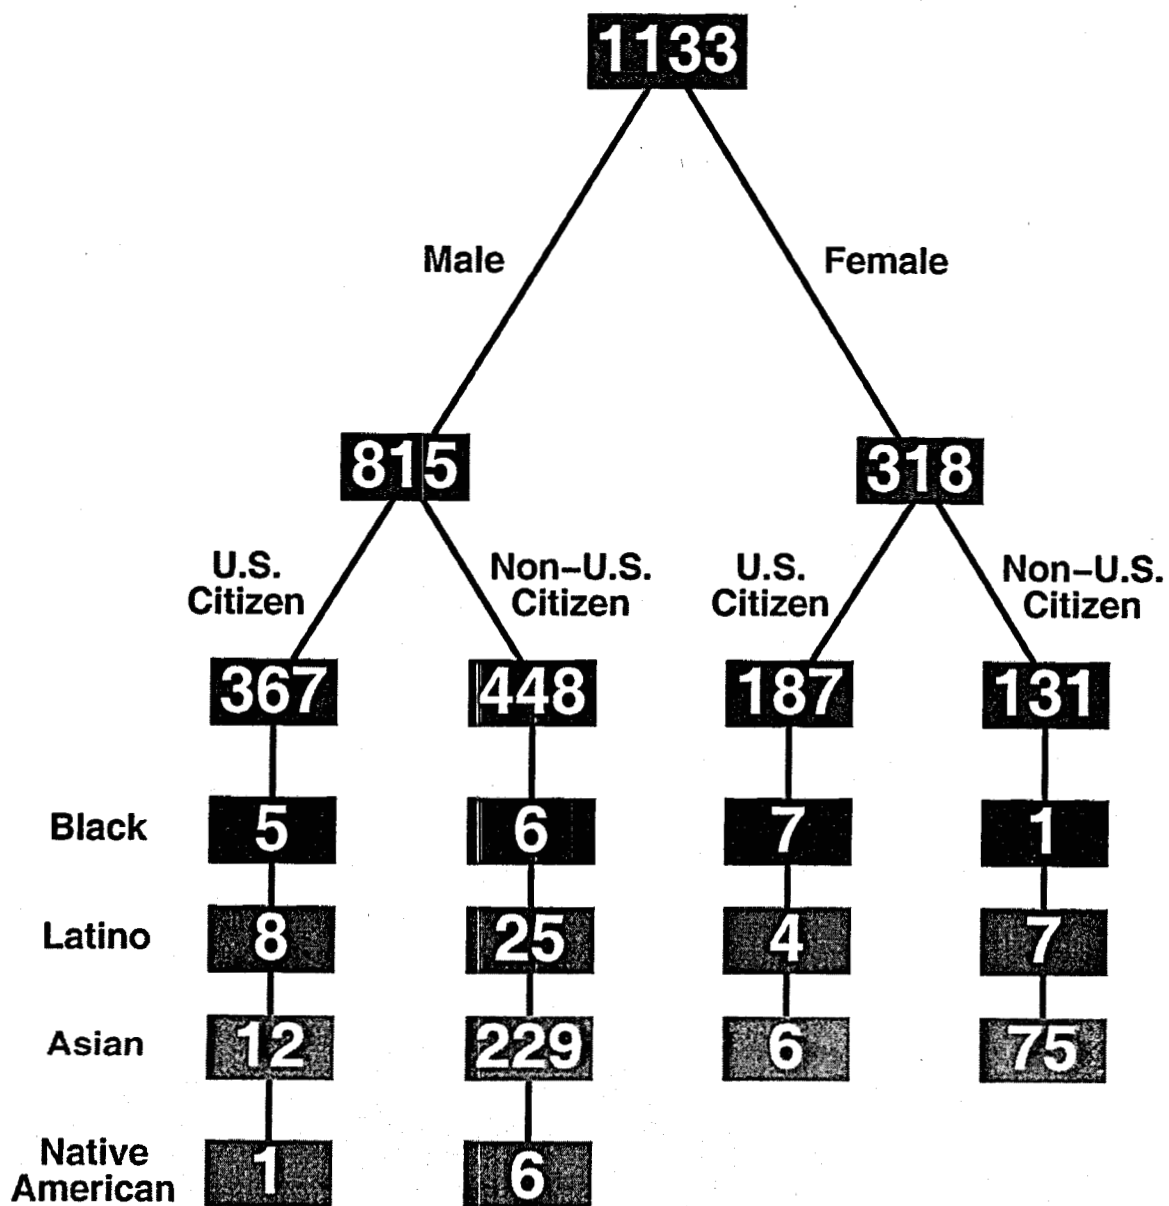 1133
Male Female
815 318
U.S. Non–U.S. U.S. Non–U.S.
Citizen Citizen Citizen Citizen
367 448 187 131
Black 5 6 7 1
Latino 8 25 4 7
Asian 12 229 6 75
Native
American 1 6